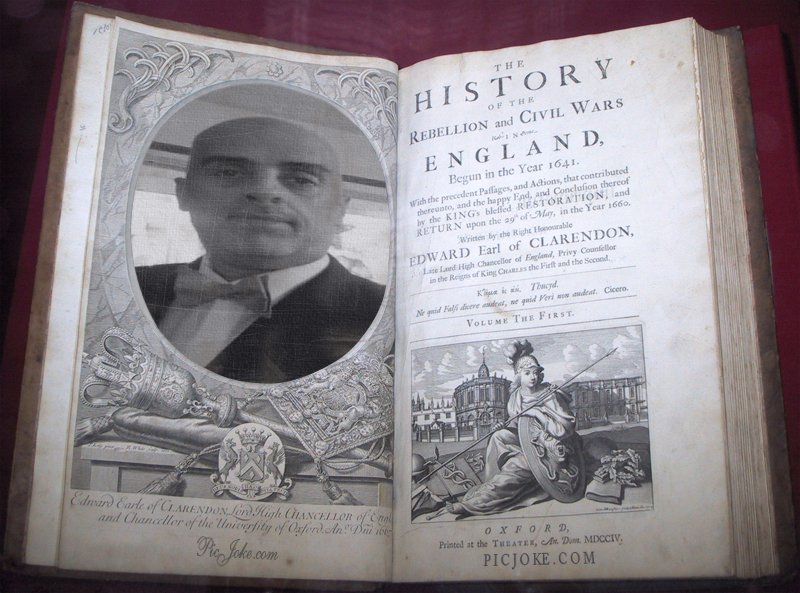 Edward Earle of CLARENDON, Lord High CHANCELLOR of Engl
and Chancellor of the University of Oxford. An.o Dni
PicJoke.com
THE
HISTORY
OF THE
REBELLION and CIVIL WARS
IN
ENGLAND,
Begun in the Year 1641.
With the precedent Paſſages, and Actions, that contributed
thereunto, and the happy End, and Concluſion thereof
by the KING's bleſſed RESTORATION, and
RETURN upon the 29th of May, in the Year 1660.
Written by the Right Honourable
EDWARD Earl of CLARENDON,
Late Lord High Chancellor of England, Privy Counſellor
in the Reigns of King CHARLES the Firſt and the Second.
Thucyd.
Ne quid Falſi dicere audeat, ne quid Veri non audeat. Cicero.
VOLUME THE FIRST.
OXFORD,
Printed at the THEATER, An. Dom. MDCCIV.
PICJOKE.COM